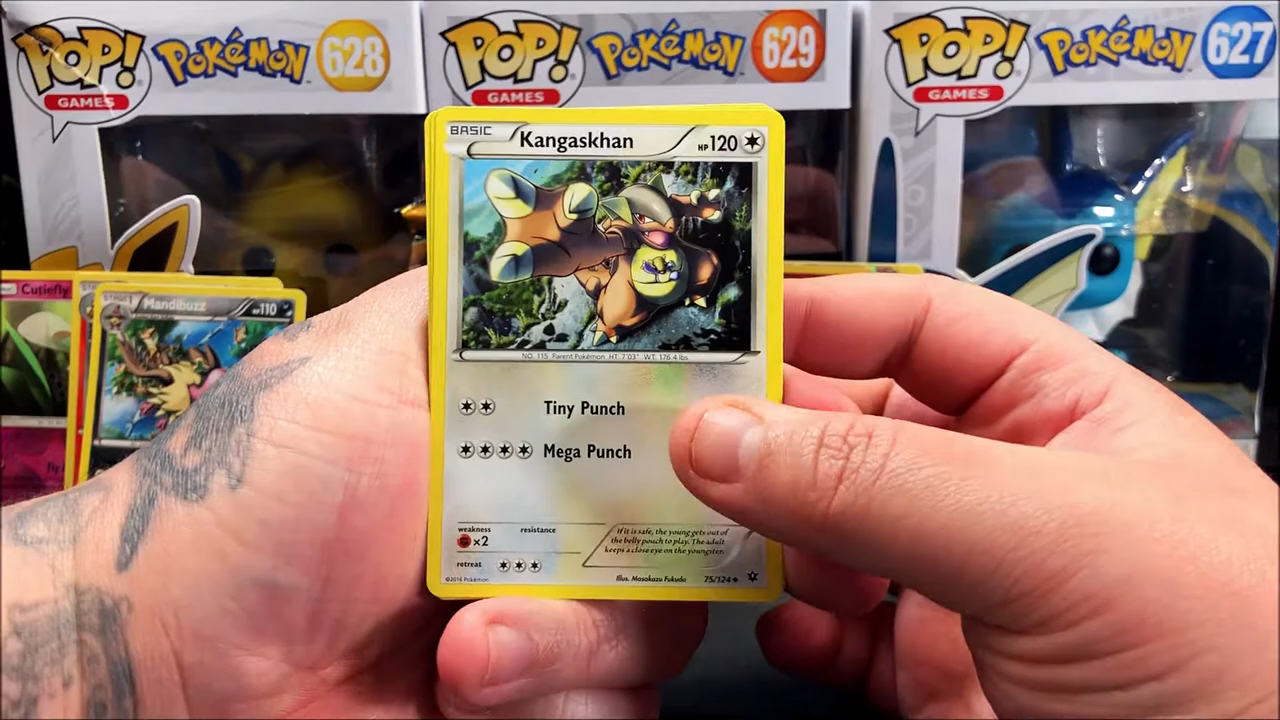 POP!
GAMES
Pokémon
628
POP!
GAMES
Pokémon
629
POP!
GAMES
Pokémon
627
BASIC
Kangaskhan
HP 120
NO. 115 Parent Pokémon HT: 7'03" WT: 176.4 lbs.
Tiny Punch
Mega Punch
weakness
×2
resistance
retreat
If it is safe, the young gets out of
the belly pouch to play. The adult
keeps a close eye on the youngster.
©2016 Pokémon
Illus. Masakazu Fukuda
75/124
Cutiefly
Mandibuzz
HP 110